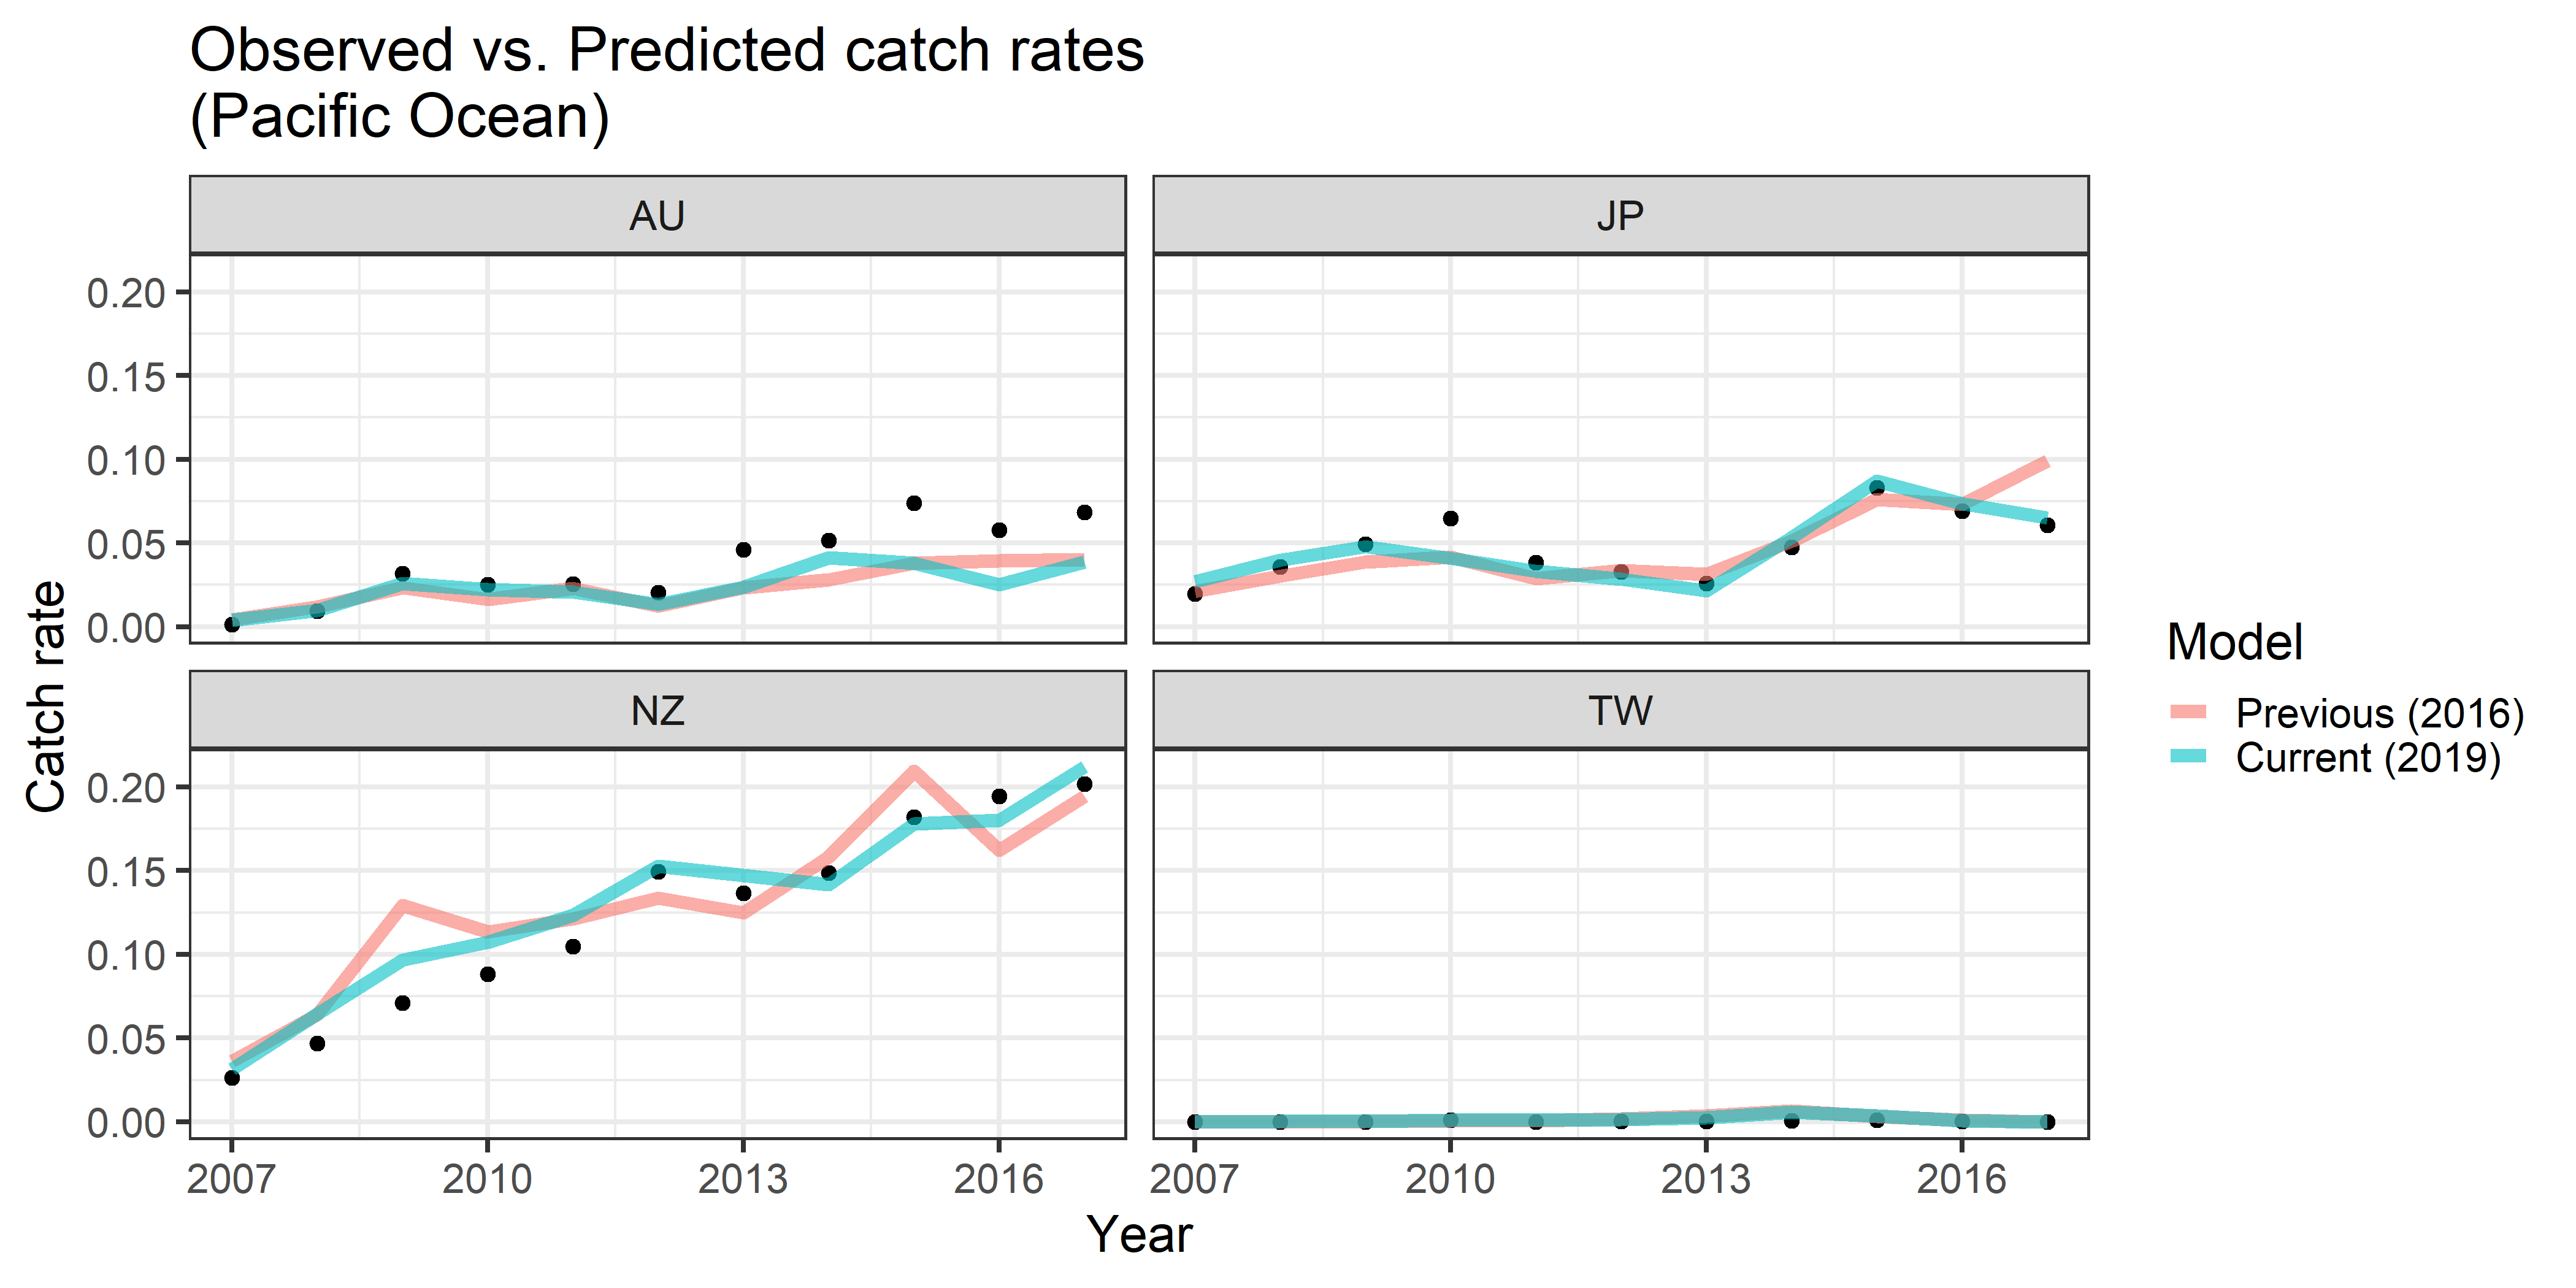 Observed vs. Predicted catch rates
(Pacific Ocean)
AU
JP
0.20
0.15
0.10
0.05
0.00
NZ
TW
0.20
0.15
0.10
0.05
0.00
2007 2010 2013 2016
2007 2010 2013 2016
Year
Catch rate
Model
Previous (2016)
Current (2019)